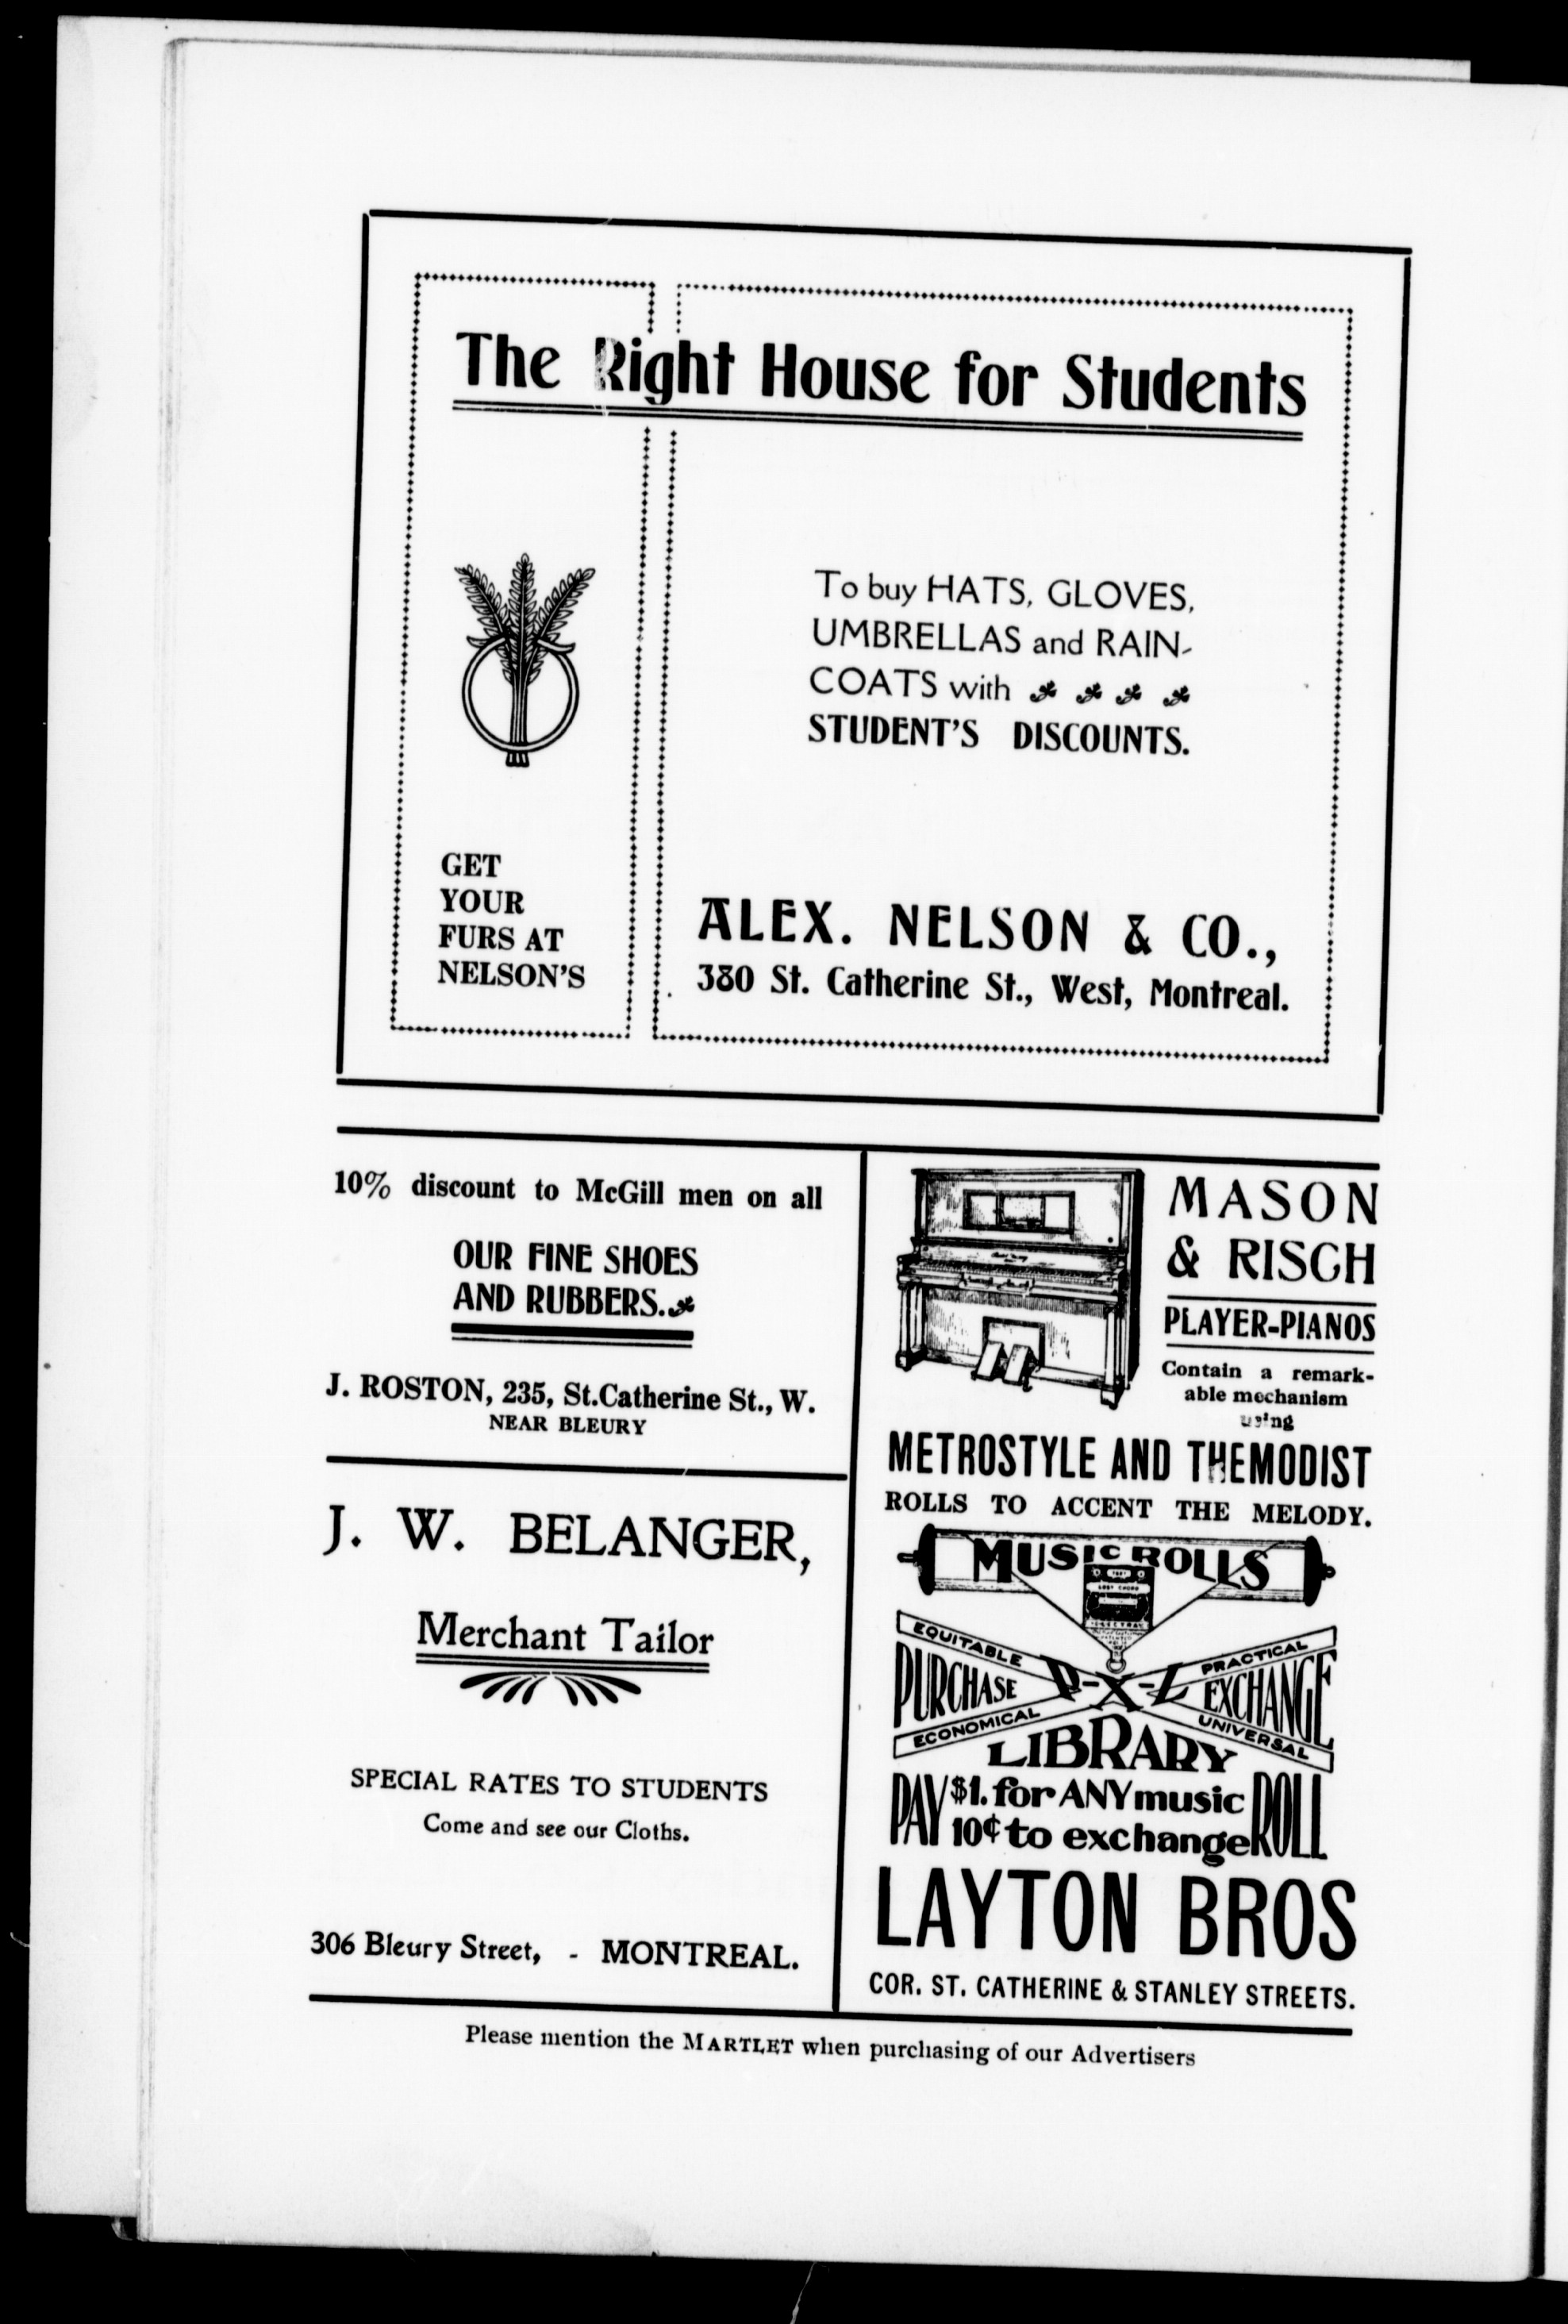 The Right House for Students
To buy HATS, GLOVES,
UMBRELLAS and RAIN-
COATS with
STUDENT'S DISCOUNTS.
GET
YOUR
FURS AT
NELSON'S
ALEX. NELSON & CO.,
380 St. Catherine St., West, Montreal.
10% discount to McGill men on all
OUR FINE SHOES
AND RUBBERS.
J. ROSTON, 235, St.Catherine St., W.
NEAR BLEURY
J. W. BELANGER,
Merchant Tailor
SPECIAL RATES TO STUDENTS
Come and see our Cloths.
306 Bleury Street, - MONTREAL.
MASON
& RISCH
PLAYER-PIANOS
Contain a remark-
able mechanism
using
METROSTYLE AND THEMODIST
ROLLS TO ACCENT THE MELODY.
MUSIC ROLLS
EQUITABLE
PURCHASE
ECONOMICAL
P-X-L
PRACTICAL
EXCHANGE
UNIVERSAL
LIBRARY
PAY $1. for ANY music ROLL
10¢ to exchange
LAYTON BROS
COR. ST. CATHERINE & STANLEY STREETS.
Please mention the MARTLET when purchasing of our Advertisers